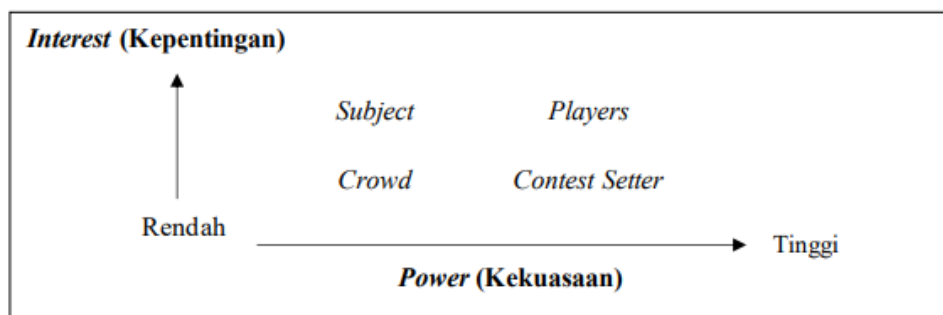 Interest (Kepentingan)
Subject Players
Crowd Contest Setter
Rendah
Tinggi
Power (Kekuasaan)